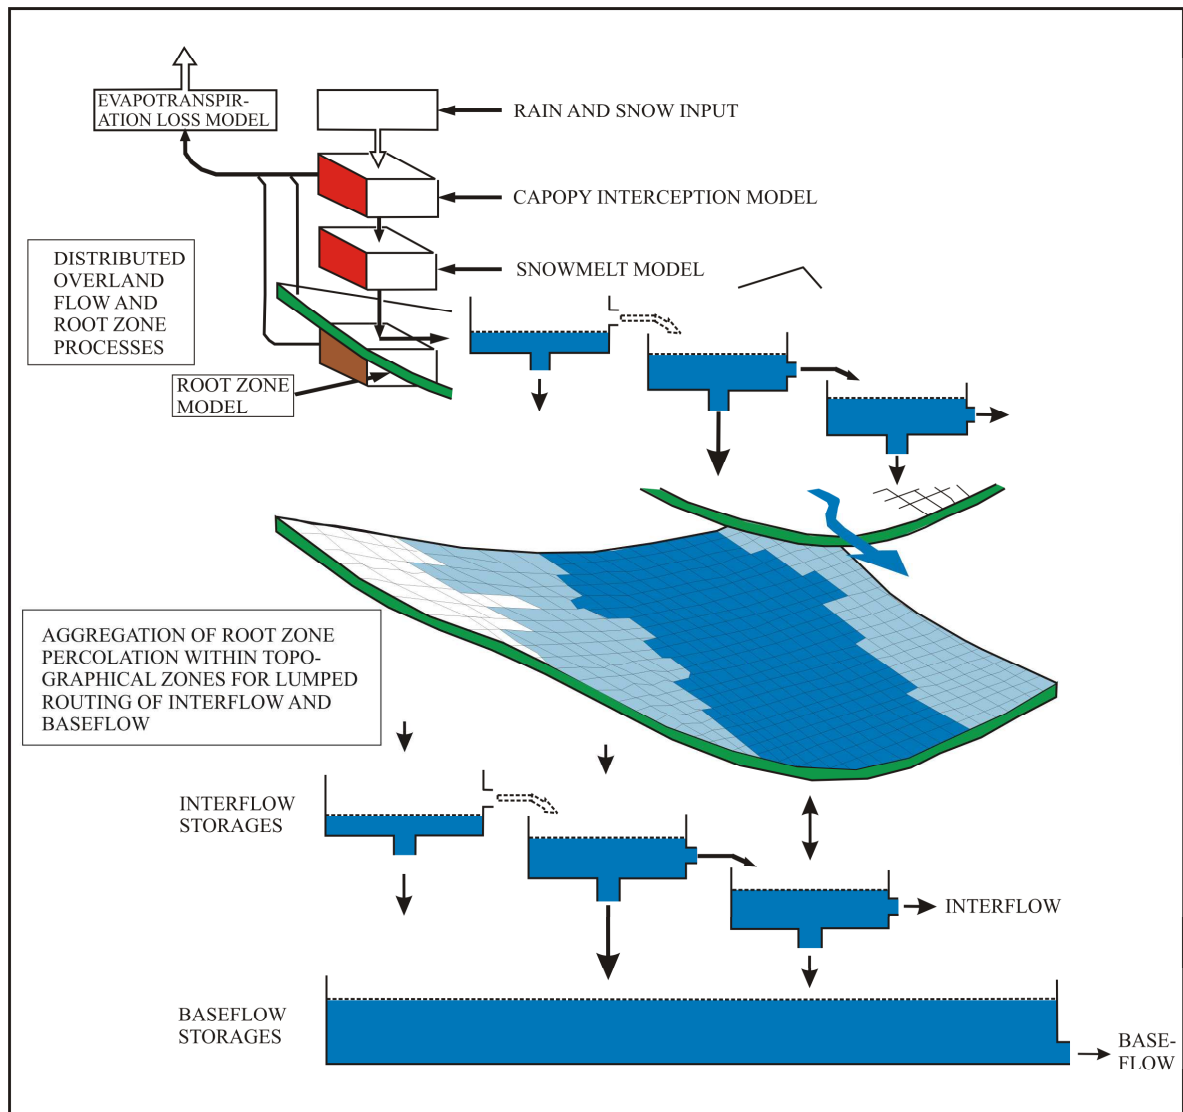 EVAPOTRANSPIR-
ATION LOSS MODEL
RAIN AND SNOW INPUT
CAPOPY INTERCEPTION MODEL
SNOWMELT MODEL
DISTRIBUTED
OVERLAND
FLOW AND
ROOT ZONE
PROCESSES
ROOT ZONE
MODEL
AGGREGATION OF ROOT ZONE
PERCOLATION WITHIN TOPO-
GRAPHICAL ZONES FOR LUMPED
ROUTING OF INTERFLOW AND
BASEFLOW
INTERFLOW
STORAGES
INTERFLOW
BASEFLOW
STORAGES
BASE-
FLOW